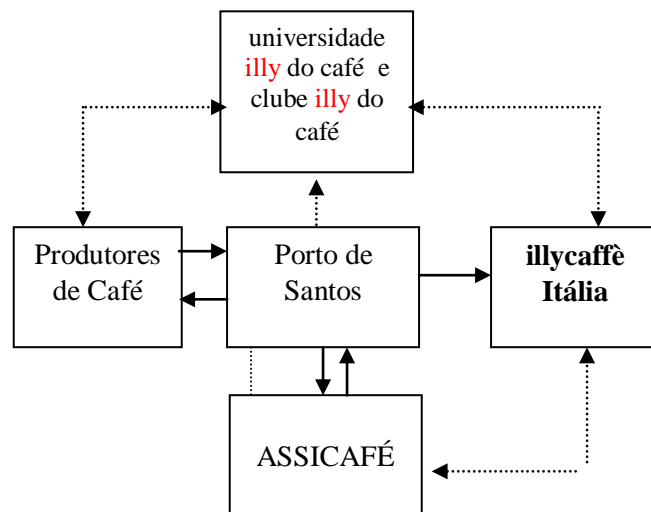 universidade
illy do café e
clube illy do
café
Produtores
de Café
Porto de
Santos
illycaffè
Itália
ASSICAFÉ